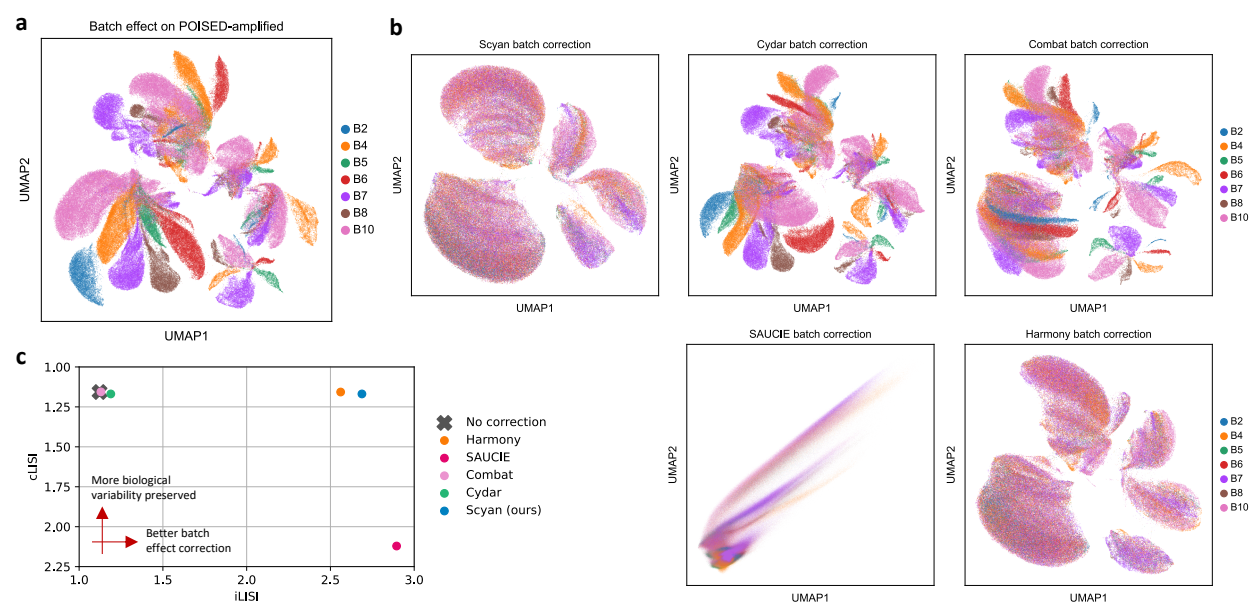 a
Batch effect on POISED-amplified
UMAP2
UMAP1
B2
B4
B5
B6
B7
B8
B10
b
Scyan batch correction
UMAP2
UMAP1
Cydar batch correction
UMAP2
UMAP1
Combat batch correction
UMAP2
UMAP1
B2
B4
B5
B6
B7
B8
B10
SAUCIE batch correction
UMAP2
UMAP1
Harmony batch correction
UMAP2
UMAP1
B2
B4
B5
B6
B7
B8
B10
c
1.00
1.25
1.50
1.75
2.00
2.25
cLISI
More biological
variability preserved
Better batch
effect correction
1.0
1.5
2.0
2.5
3.0
iLISI
No correction
Harmony
SAUCIE
Combat
Cydar
Scyan (ours)